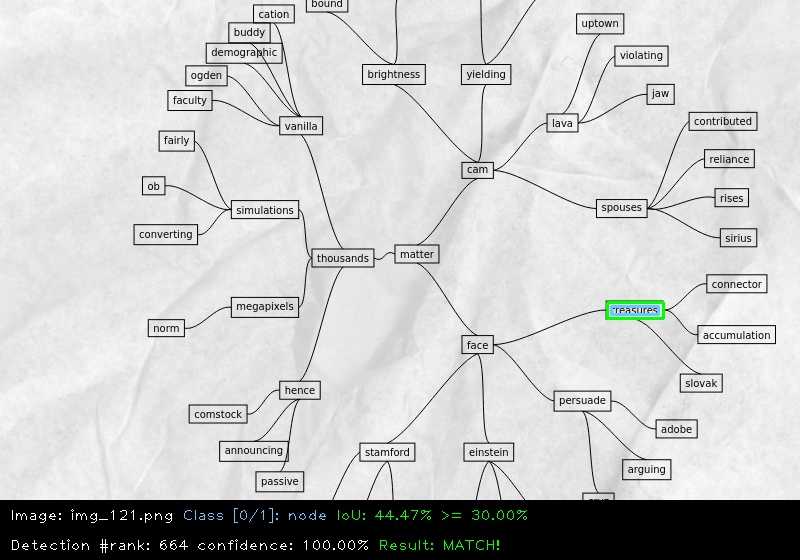 bound
cation
buddy
demographic
ogden
faculty
vanilla
brightness
yielding
uptown
violating
jaw
lava
contributed
fairly
ob
simulations
converting
cam
spouses
reliance
rises
sirius
thousands
matter
megapixels
norm
face
treasures
connector
accumulation
slovak
hence
comstock
announcing
passive
persuade
adobe
arguing
stamford
einstein
Image: img_121.png Class [0/1]: node IoU: 44.47% >= 30.00%
Detection #rank: 664 confidence: 100.00% Result: MATCH!